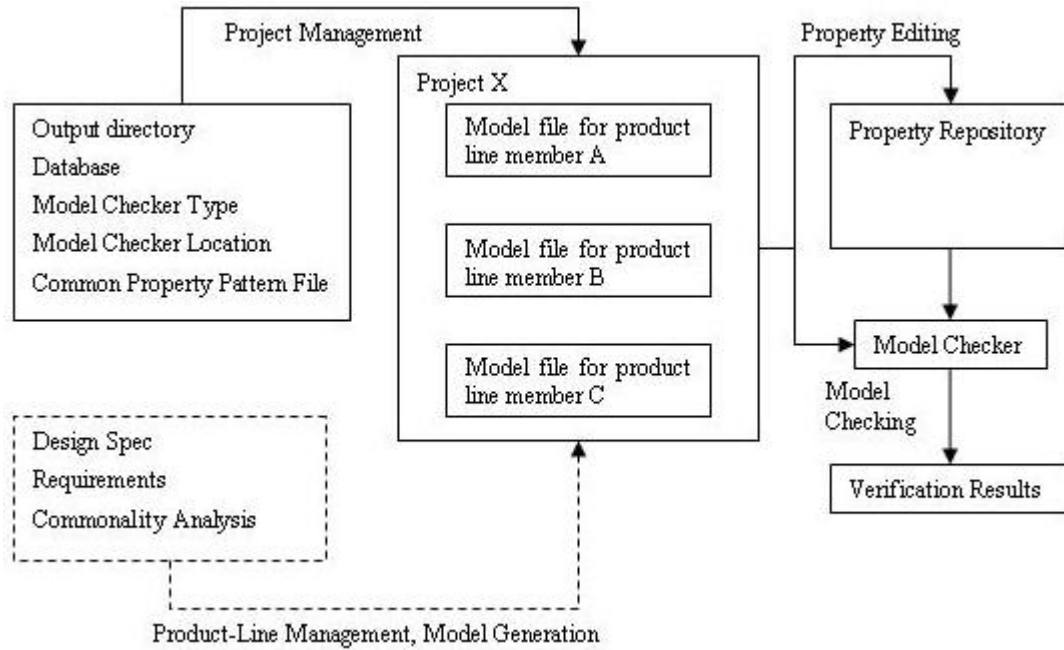 Project Management
Property Editing
Output directory
Database
Model Checker Type
Model Checker Location
Common Property Pattern File
Project X
Model file for product
line member A
Model file for product
line member B
Model file for product
line member C
Property Repository
Model Checker
Model
Checking
Verification Results
Design Spec
Requirements
Commonality Analysis
Product-Line Management, Model Generation